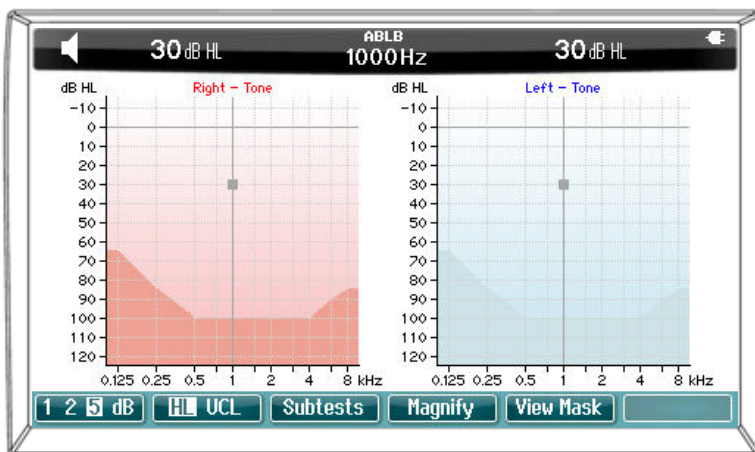 ABLB
30 dB HL 1000Hz 30 dB HL
dB HL Right - Tone dB HL Left - Tone
-10 -10
0 0
10 10
20 20
30 30
40 40
50 50
60 60
70 70
80 80
90 90
100 100
110 110
120 120
0.125 0.25 0.5 1 2 4 8 kHz 0.125 0.25 0.5 1 2 4 8 kHz
1 2 5 dB HL UCL Subtests Magnify View Mask